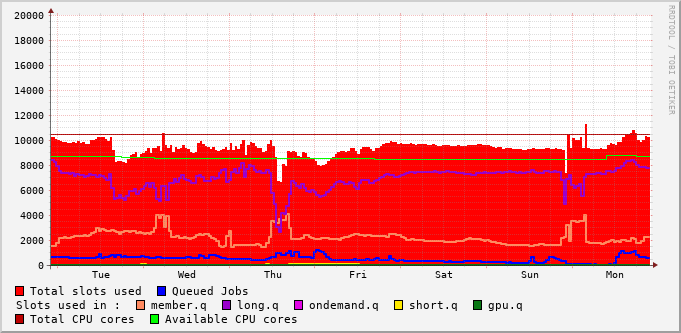 20000
18000
16000
14000
12000
10000
8000
6000
4000
2000
0
Tue Wed Thu Fri Sat Sun Mon
RRDTOOL / TOBI OETIKER
Total slots used Queued Jobs
Slots used in : member.q long.q ondemand.q short.q gpu.q
Total CPU cores Available CPU cores